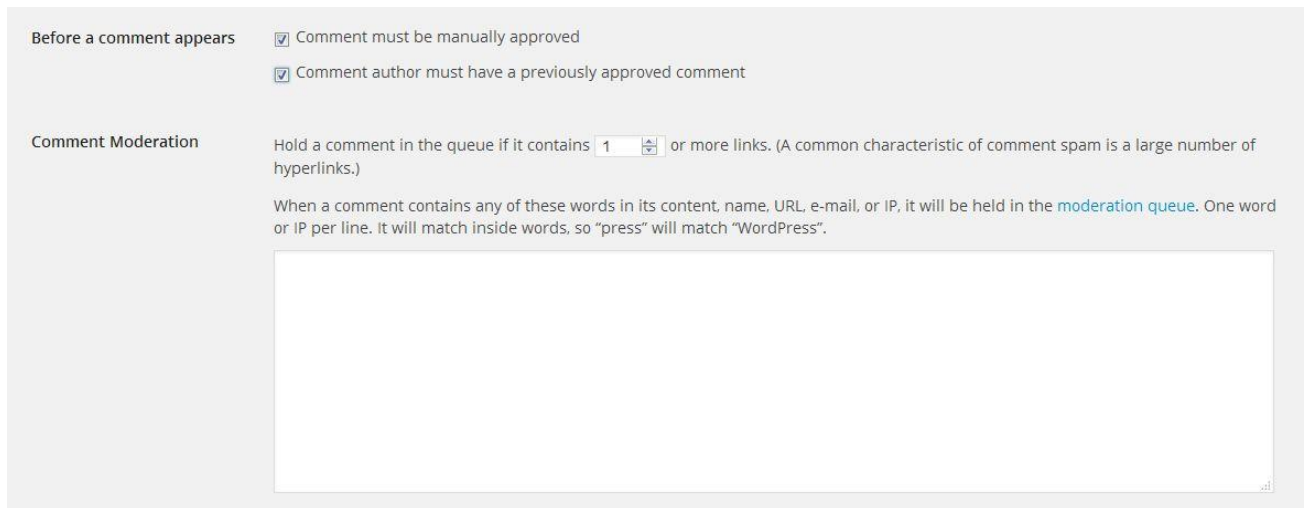 Before a comment appears
Comment must be manually approved
Comment author must have a previously approved comment
Comment Moderation
Hold a comment in the queue if it contains 1 or more links. (A common characteristic of comment spam is a large number of
hyperlinks.)
When a comment contains any of these words in its content, name, URL, e-mail, or IP, it will be held in the moderation queue. One word
or IP per line. It will match inside words, so “press” will match “WordPress”.